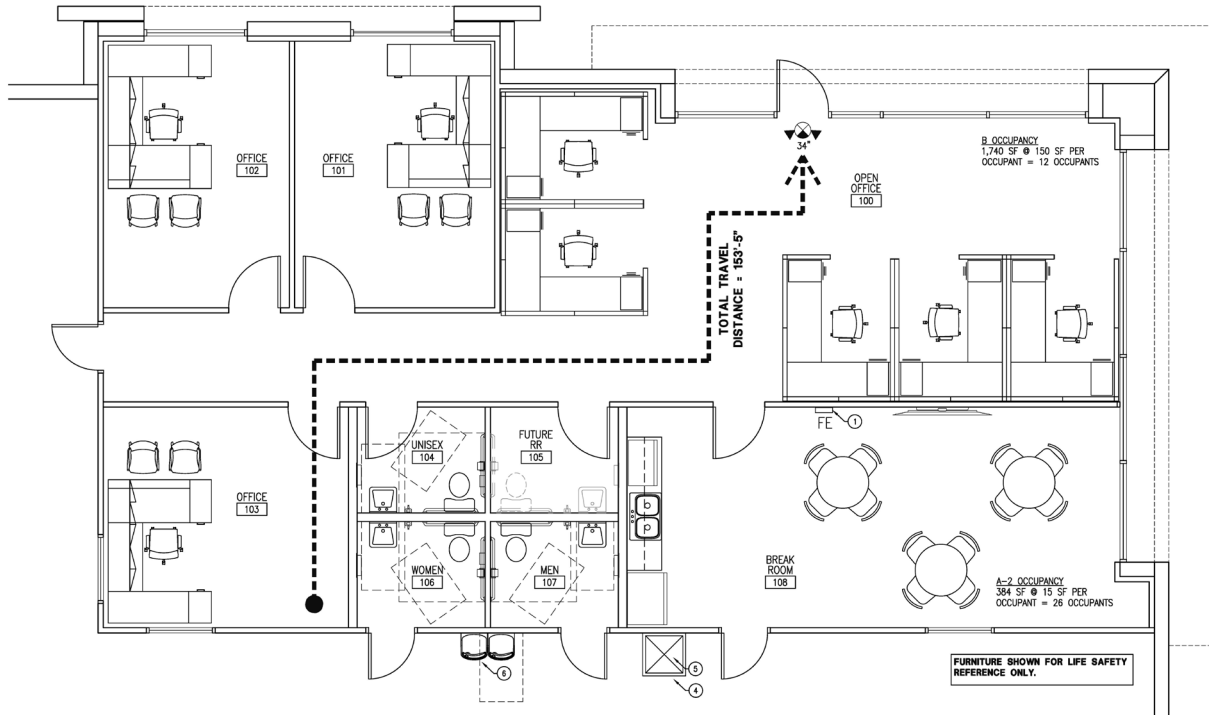 B OCCUPANCY
1,740 SF @ 150 SF PER
OCCUPANT = 12 OCCUPANTS
34"
OFFICE
102
OFFICE
101
OPEN
OFFICE
100
TOTAL TRAVEL
DISTANCE = 153'-5"
FE
1
UNISEX
104
FUTURE
RR
105
OFFICE
103
WOMEN
106
MEN
107
BREAK
ROOM
108
A-2 OCCUPANCY
384 SF @ 15 SF PER
OCCUPANT = 26 OCCUPANTS
6
5
4
FURNITURE SHOWN FOR LIFE SAFETY
REFERENCE ONLY.